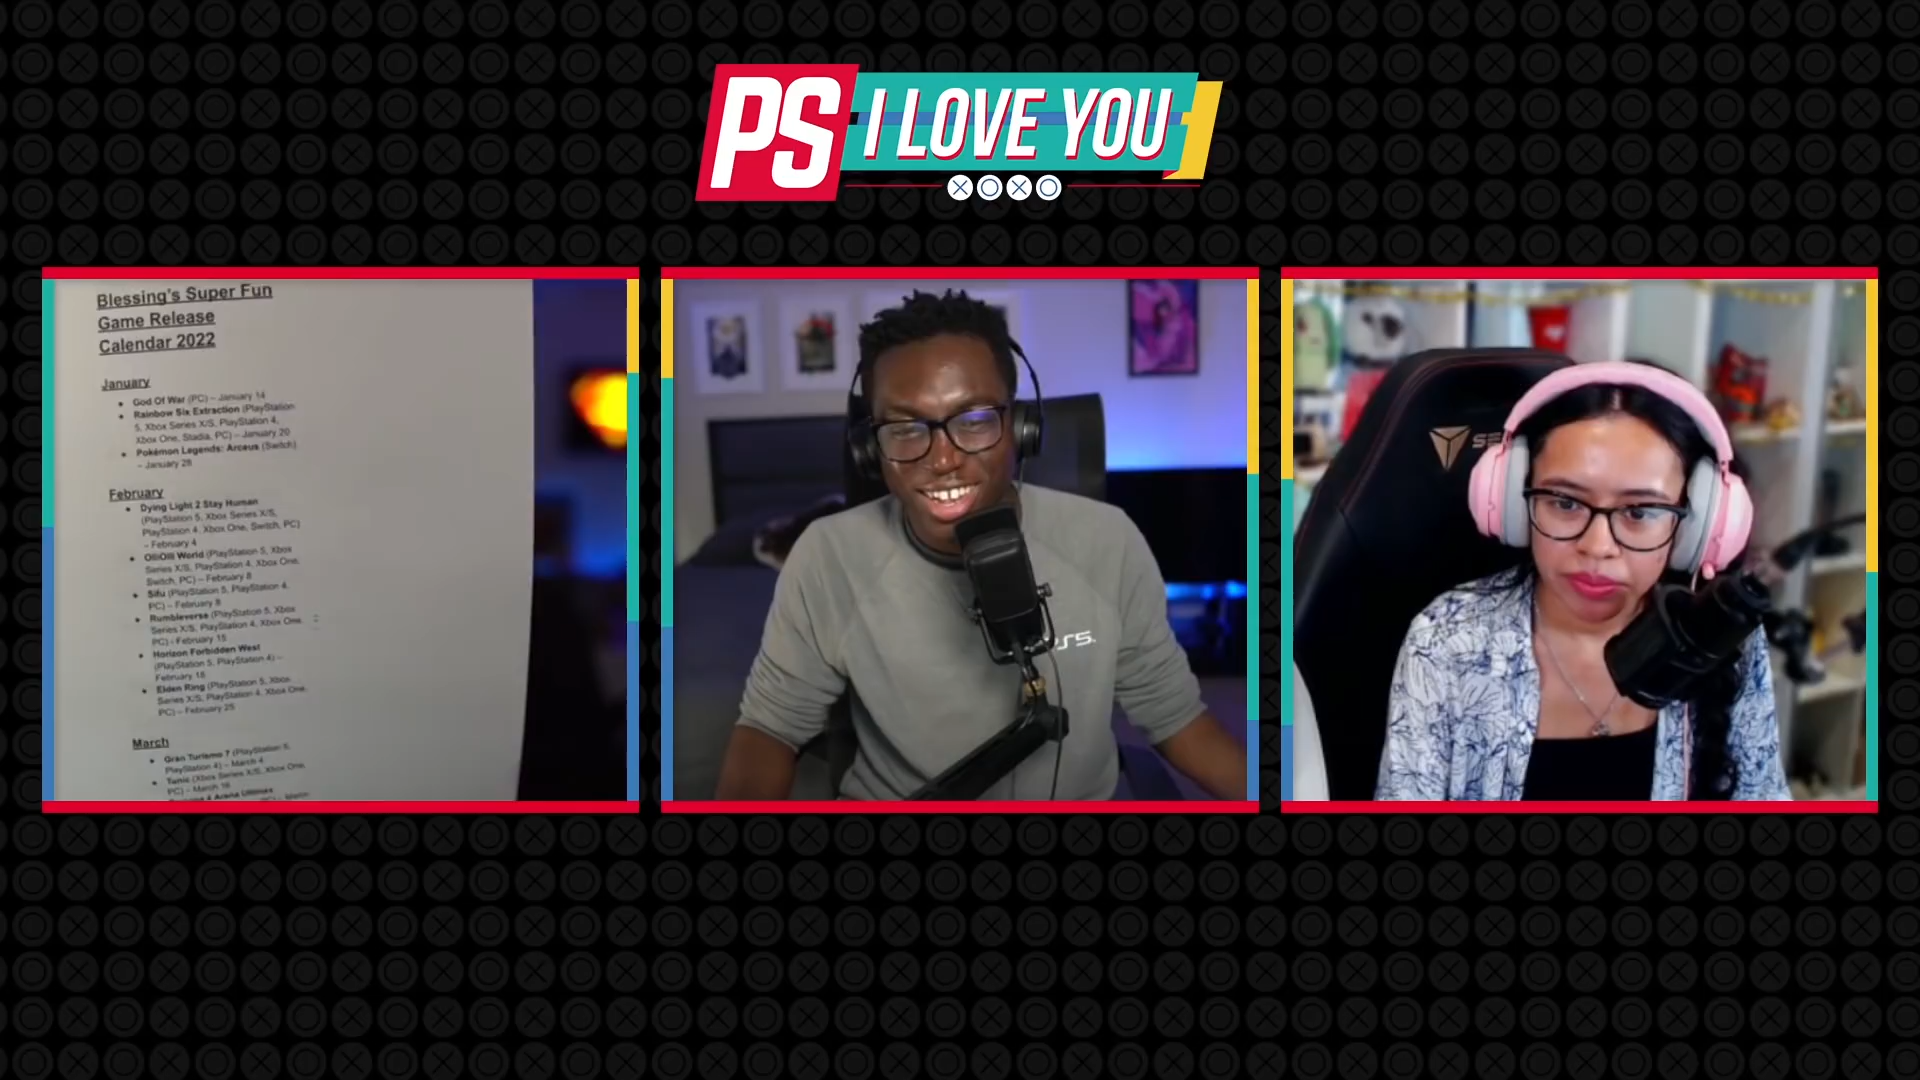 PS I LOVE YOU
XOXO
Blessing's Super Fun
Game Release
Calendar 2022
January
God Of War (PC) – January 14
Rainbow Six Extraction (PlayStation
5, Xbox Series X/S, PlayStation 4,
Xbox One, Stadia, PC) – January 20
Pokémon Legends: Arceus (Switch)
– January 28
February
Dying Light 2 Stay Human
(PlayStation 5, Xbox Series X/S,
PlayStation 4, Xbox One, Switch, PC)
– February 4
OlliOlli World (PlayStation 5, Xbox
Series X/S, PlayStation 4, Xbox One,
Switch, PC) – February 8
Sifu (PlayStation 5, PlayStation 4,
PC) – February 8
Rumbleverse (PlayStation 5, Xbox
Series X/S, PlayStation 4, Xbox One,
PC) - February 15
Horizon Forbidden West
(PlayStation 5, PlayStation 4) –
February 18
Elden Ring (PlayStation 5, Xbox
Series X/S, PlayStation 4, Xbox One,
PC) – February 25
March
Gran Turismo 7 (PlayStation 5,
PlayStation 4) – March 4
Tunic (Xbox Series X/S, Xbox One,
PC) – March 16
4 Arena Ultimax
PS5